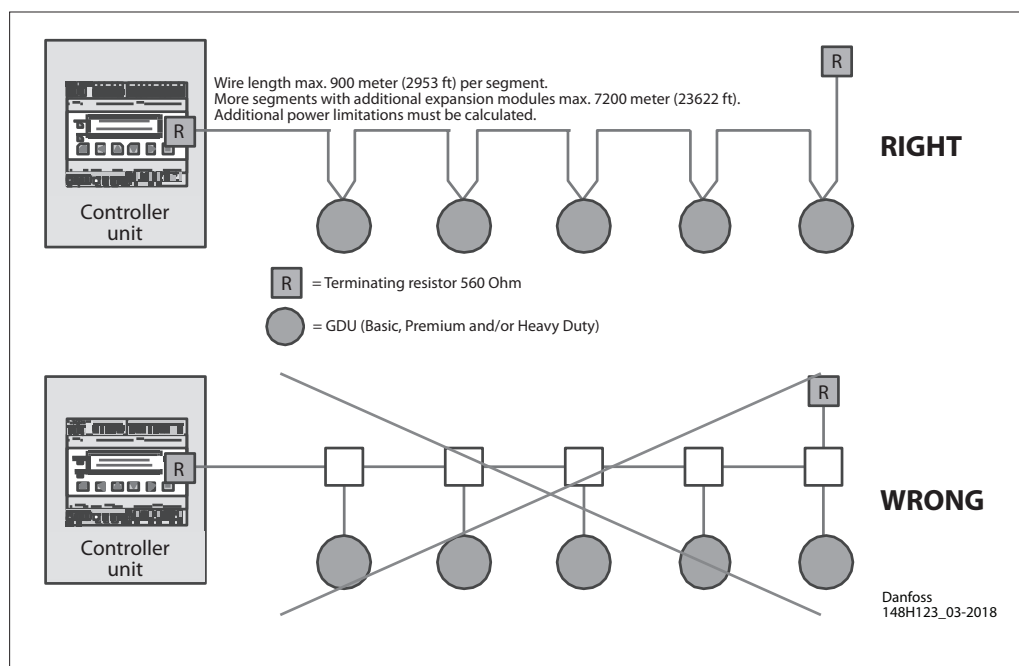 R
Wire length max. 900 meter (2953 ft) per segment.
More segments with additional expansion modules max. 7200 meter (23622 ft).
Additional power limitations must be calculated.
R
RIGHT
Controller
unit
R = Terminating resistor 560 Ohm
= GDU (Basic, Premium and/or Heavy Duty)
R
R
WRONG
Controller
unit
Danfoss
148H123_03-2018